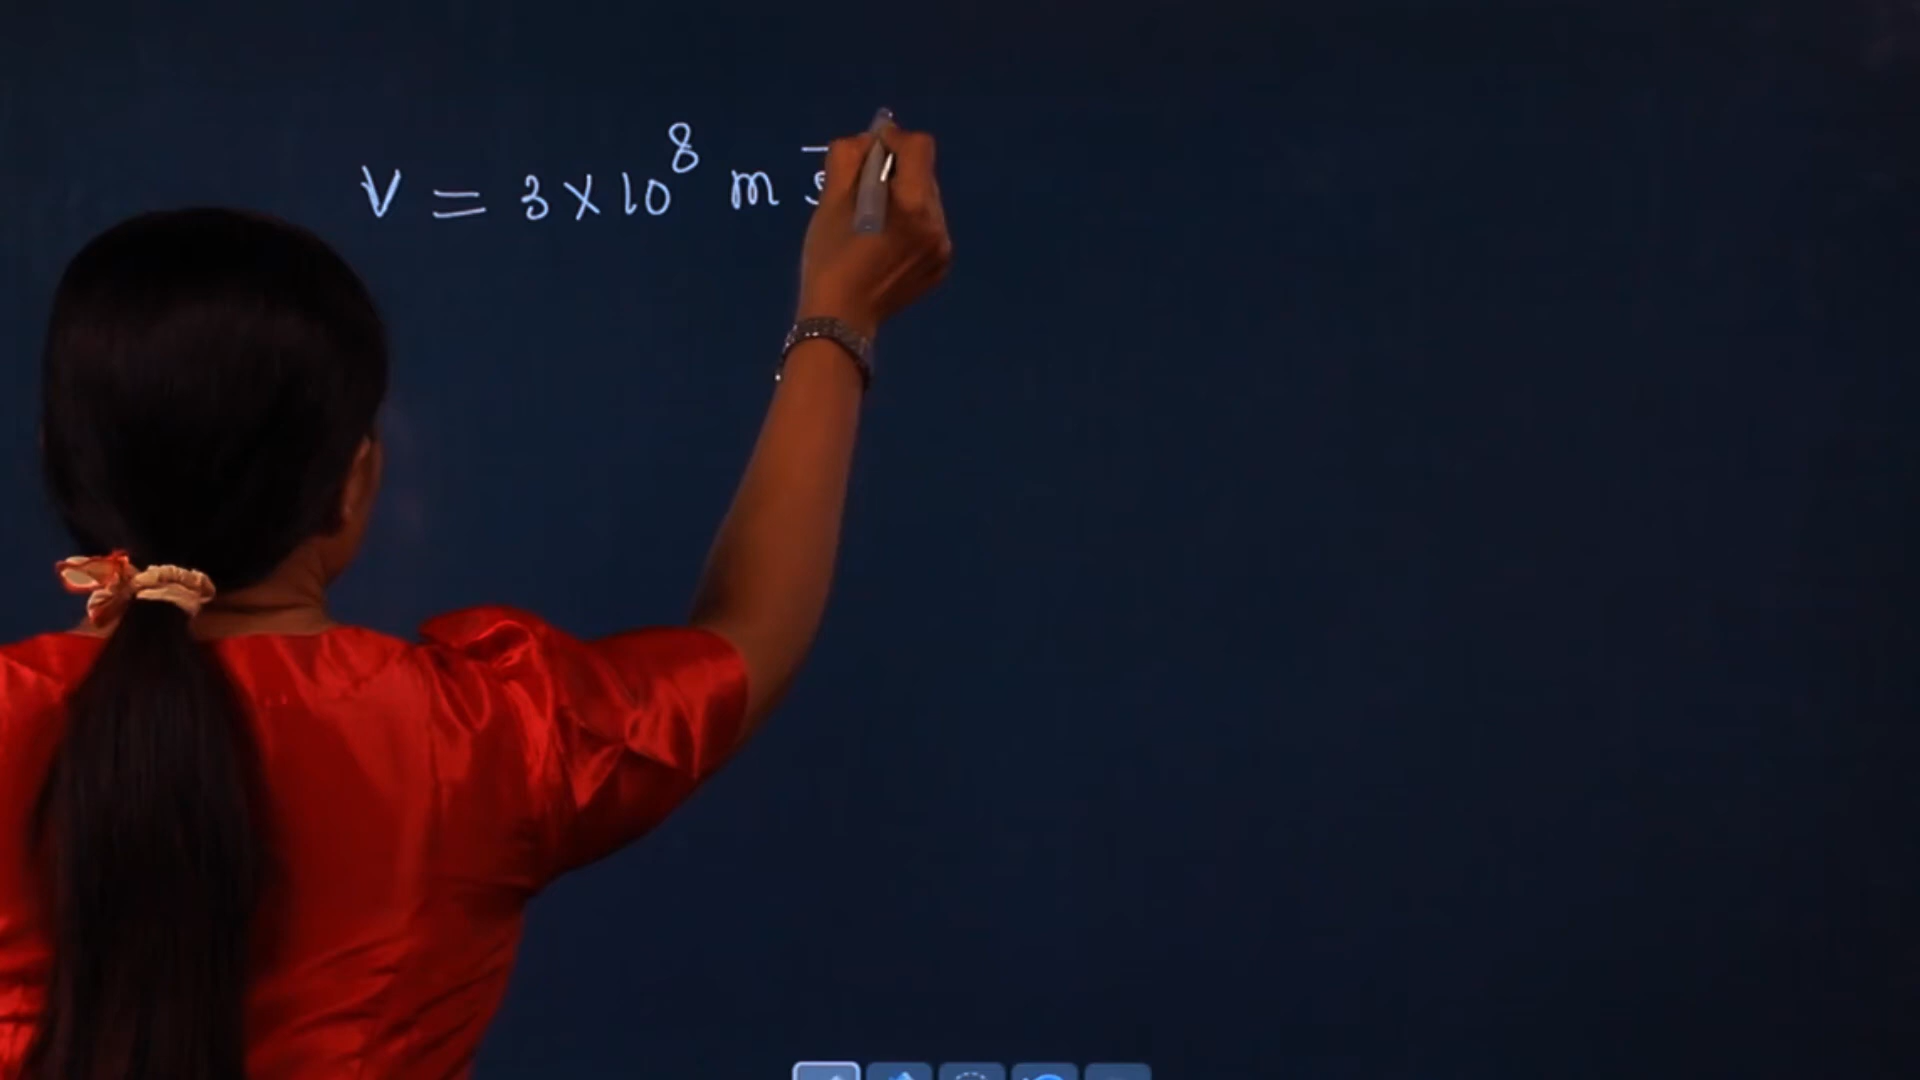 V = 3×10⁸ m s⁻